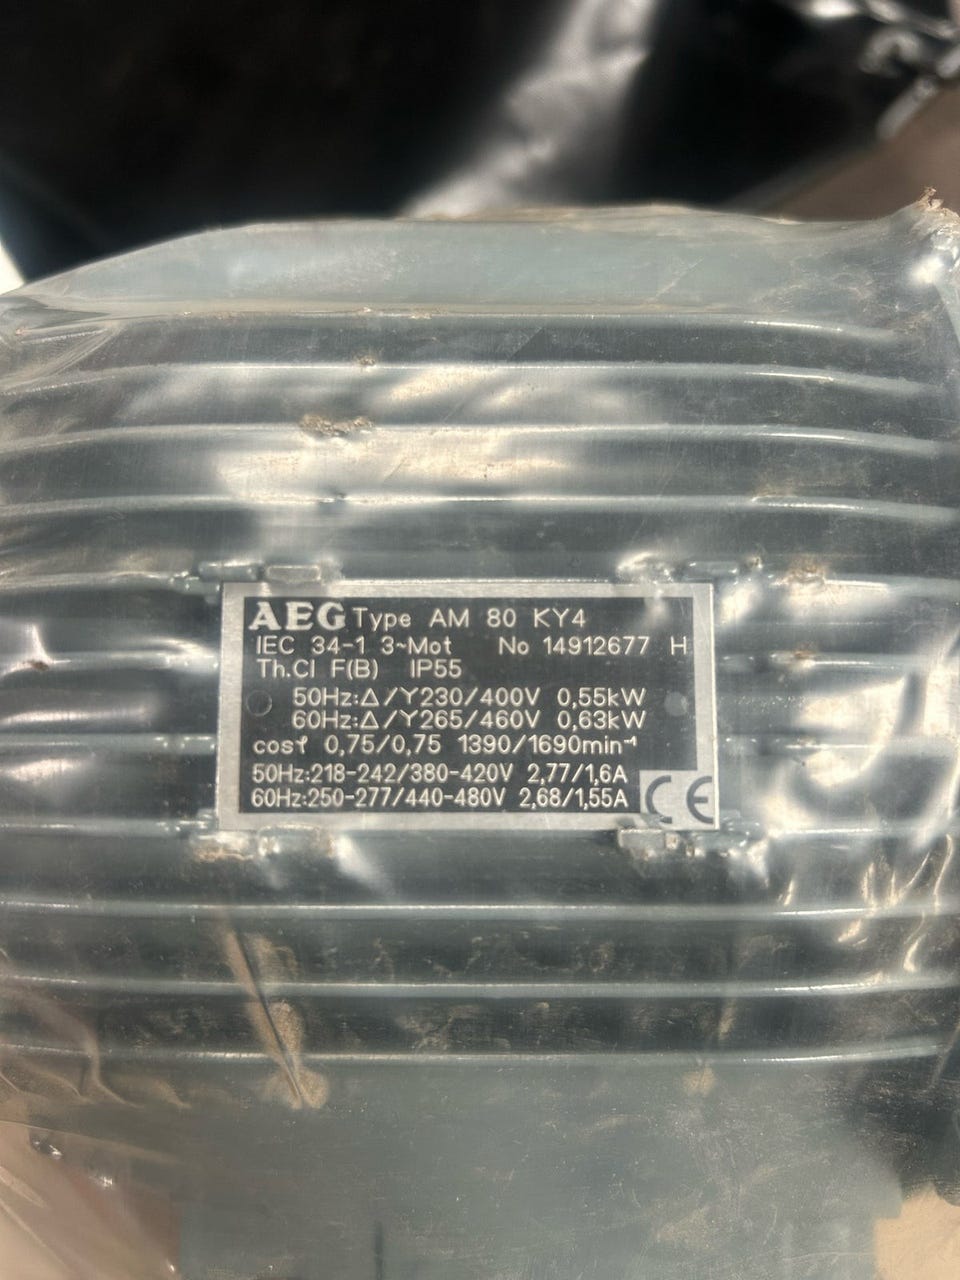 AEG Type AM 80 KY4
IEC 34-1 3~Mot No 14912677 H
Th.Cl F(B) IP55
50Hz:Δ/Y230/400V 0,55kW
60Hz:Δ/Y265/460V 0,63kW
cosφ 0,75/0,75 1390/1690min⁻¹
50Hz:218-242/380-420V 2,77/1,6A
60Hz:250-277/440-480V 2,68/1,55A CE